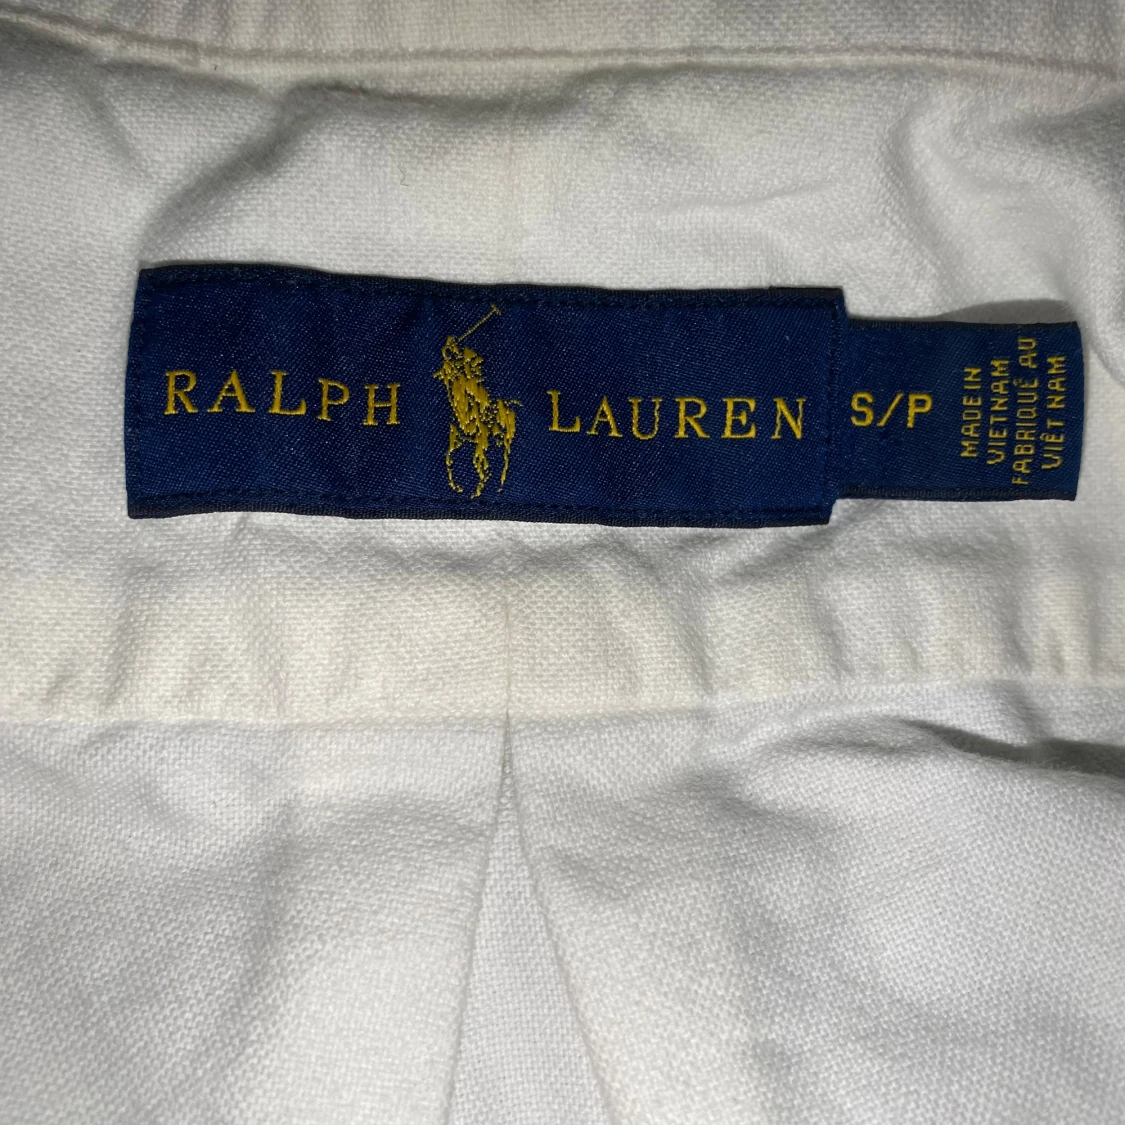 RALPH LAUREN
S/P
MADE IN
VIETNAM
FABRIQUÉ AU
VIÊT NAM